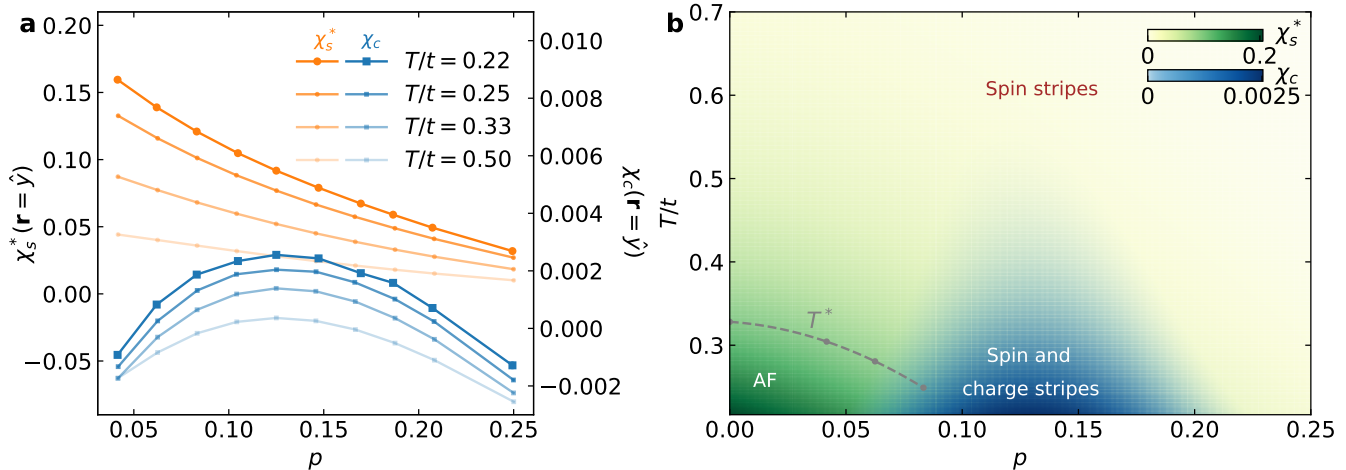 a
χs* χc
T/t = 0.22
T/t = 0.25
T/t = 0.33
T/t = 0.50
0.20
0.15
0.10
0.05
0.00
−0.05
χs*(r = ŷ)
0.010
0.008
0.006
0.004
0.002
0.000
−0.002
χc(r = ŷ)
0.05 0.10 0.15 0.20 0.25
p
b
0.7
0.6
0.5
0.4
0.3
T/t
χs*
0 0.2
χc
0 0.0025
Spin stripes
T*
AF
Spin and
charge stripes
0.00 0.05 0.10 0.15 0.20 0.25
p